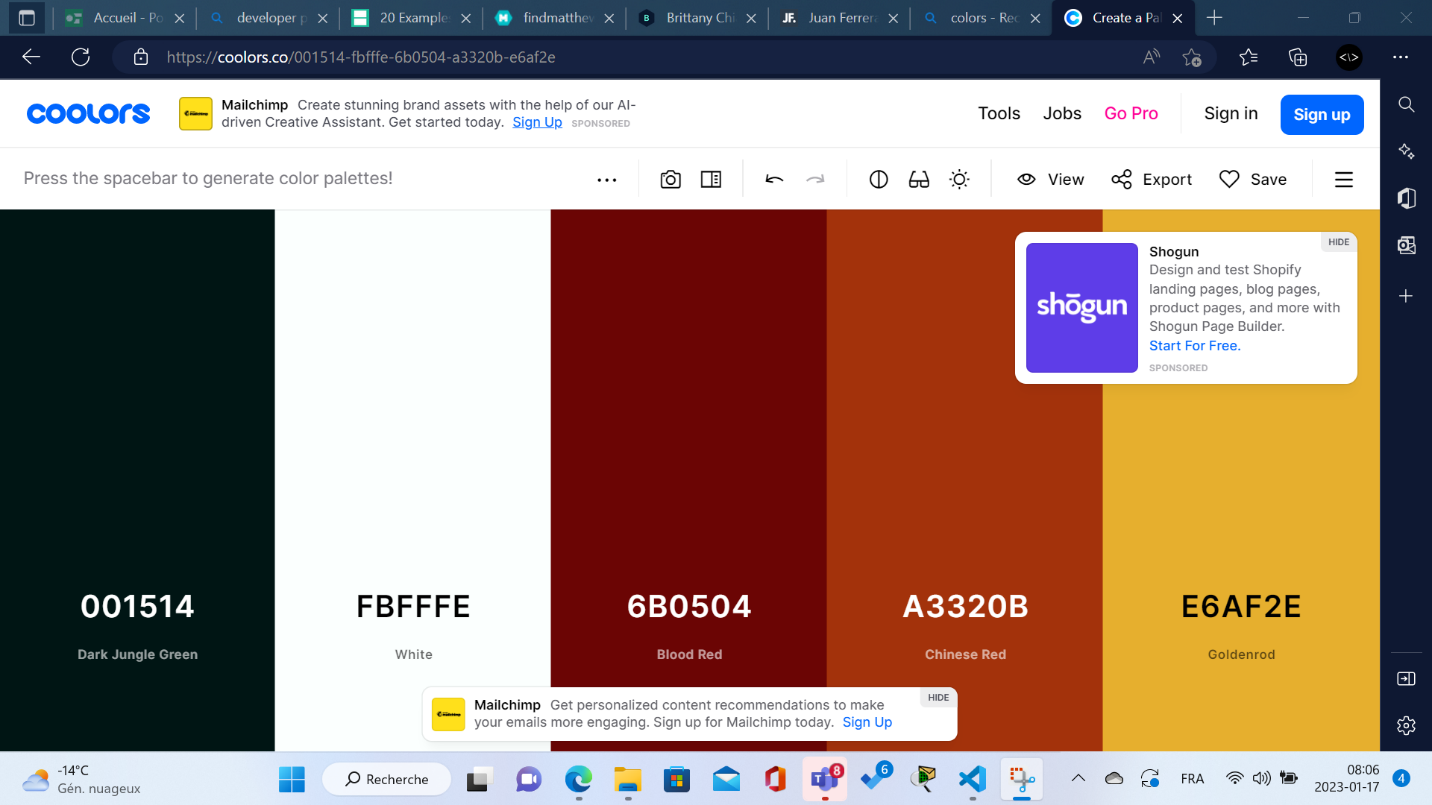 Accueil - Po
developer p
20 Example
findmatthew
Brittany Chi
JF. Juan Ferrera
colors - Rec
Create a Pal
https://coolors.co/001514-fbfffe-6b0504-a3320b-e6af2e
coolors
Mailchimp Create stunning brand assets with the help of our AI-
driven Creative Assistant. Get started today. Sign Up SPONSORED
Tools
Jobs
Go Pro
Sign in
Sign up
Press the spacebar to generate color palettes!
View
Export
Save
HIDE
shōgun
Shogun
Design and test Shopify
landing pages, blog pages,
product pages, and more with
Shogun Page Builder.
Start For Free.
SPONSORED
001514
Dark Jungle Green
FBFFFE
White
6B0504
Blood Red
A3320B
Chinese Red
E6AF2E
Goldenrod
Mailchimp Get personalized content recommendations to make
your emails more engaging. Sign up for Mailchimp today. Sign Up
HIDE
-14°C
Gén. nuageux
Recherche
8
6
FRA
08:06
2023-01-17
4